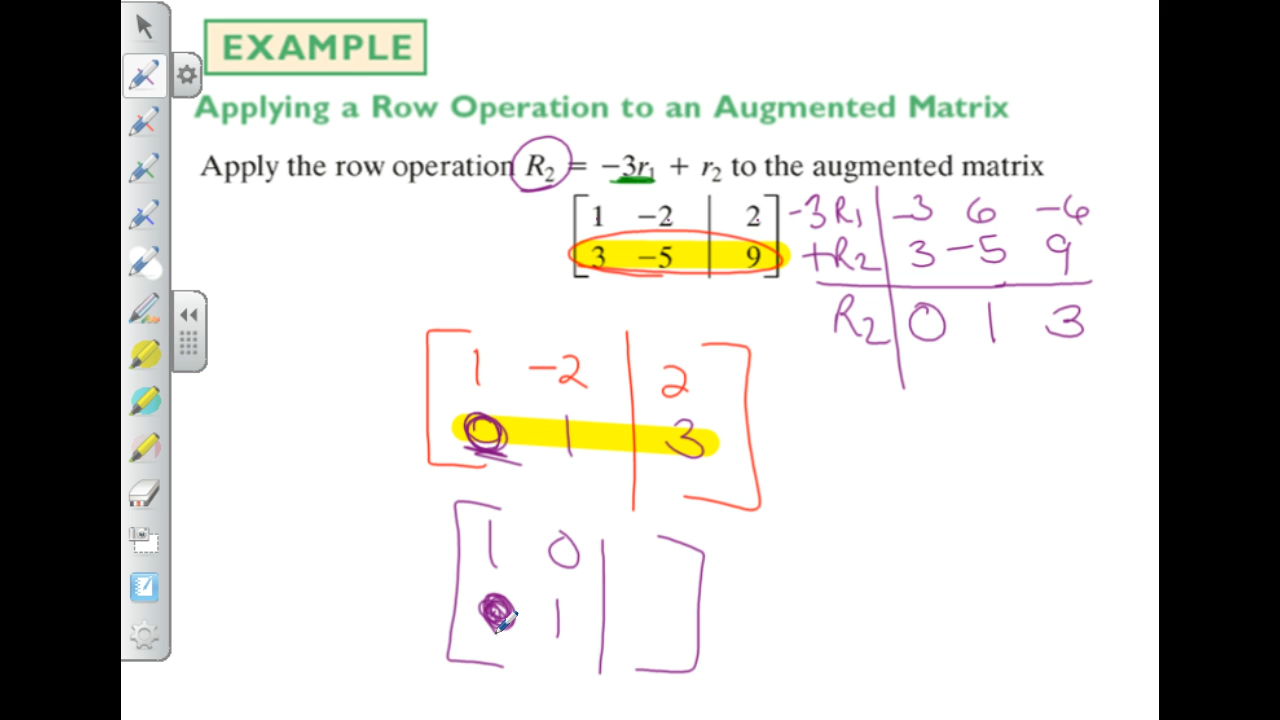 EXAMPLE
Applying a Row Operation to an Augmented Matrix
Apply the row operation R₂ = −3r₁ + r₂ to the augmented matrix
1 −2 | 2
3 −5 | 9
-3R₁ | -3 6 -6
+R₂ | 3 -5 9
R₂ | 0 1 3
1 -2 | 2
0 1 | 3
1 0 |
0 1 |